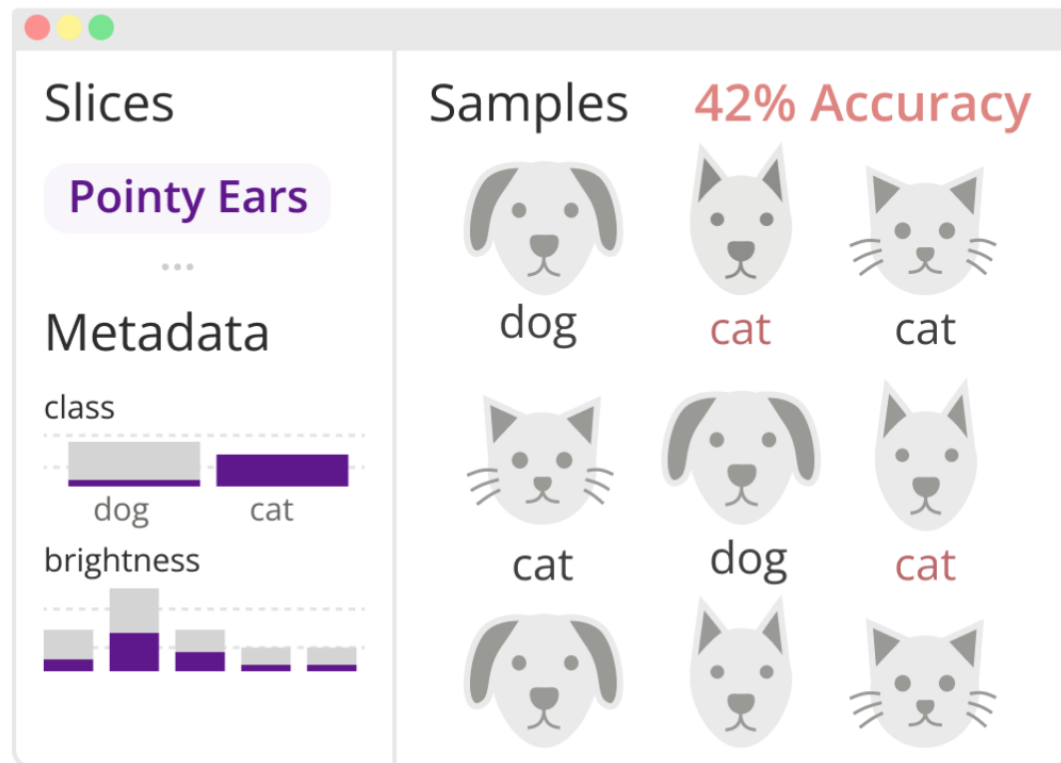 Slices
Pointy Ears
...
Metadata
class
dog cat
brightness
Samples 42% Accuracy
dog cat cat
cat dog cat